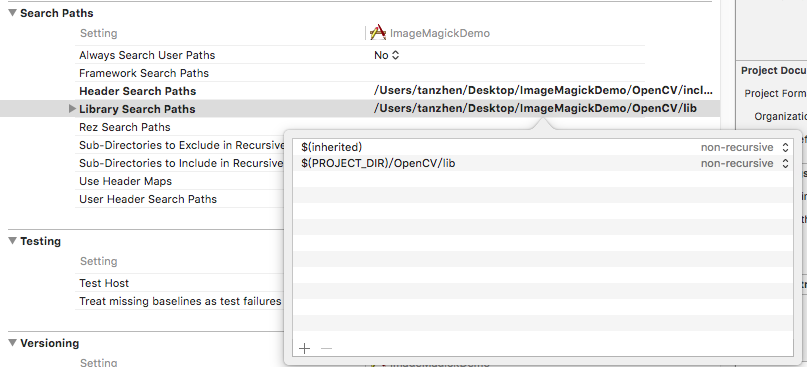 Search Paths
Setting ImageMagickDemo
Always Search User Paths No
Framework Search Paths
Header Search Paths /Users/tanzhen/Desktop/ImageMagickDemo/OpenCV/incl...
Library Search Paths /Users/tanzhen/Desktop/ImageMagickDemo/OpenCV/lib
Rez Search Paths
Sub-Directories to Exclude in Recursive
Sub-Directories to Include in Recursive
Use Header Maps
User Header Search Paths
$(inherited) non-recursive
$(PROJECT_DIR)/OpenCV/lib non-recursive
Testing
Setting
Test Host
Treat missing baselines as test failures
Versioning
Setting ImageMagickDemo
Project Docu
Project Form
Organizatio